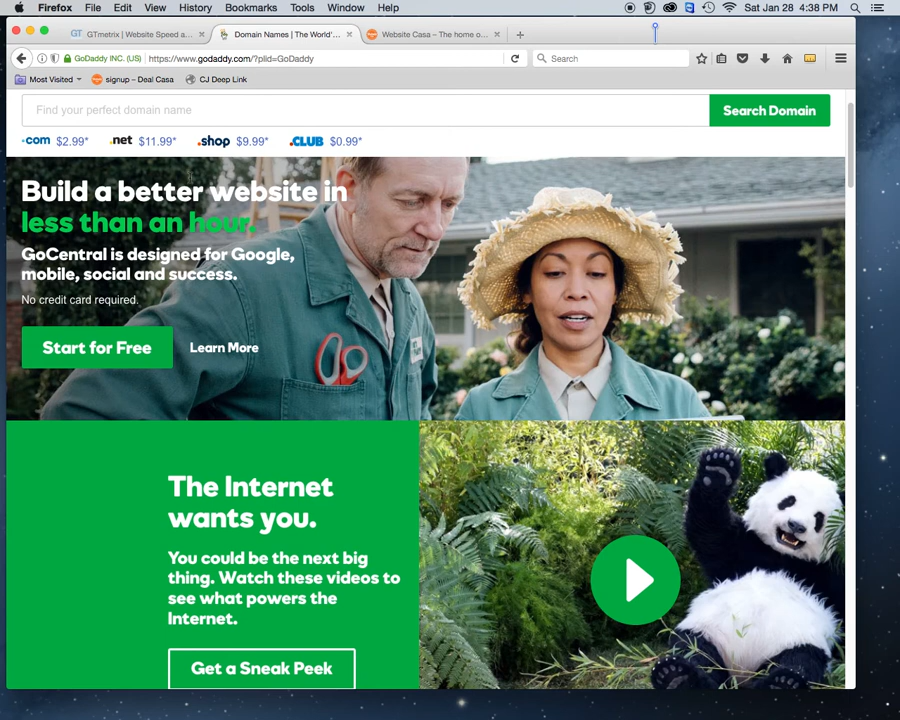 Firefox File Edit View History Bookmarks Tools Window Help Sat Jan 28 4:38 PM
GT GTmetrix | Website Speed a... Domain Names | The World'... Website Casa – The home o...
GoDaddy INC. (US) https://www.godaddy.com/?plId=GoDaddy Search
Most Visited signup – Deal Casa CJ Deep Link
Find your perfect domain name Search Domain
.com $2.99* .net $11.99* .shop $9.99* .CLUB $0.99*
Build a better website in
less than an hour.
GoCentral is designed for Google,
mobile, social and success.
No credit card required.
Start for Free Learn More
The Internet
wants you.
You could be the next big
thing. Watch these videos to
see what powers the
Internet.
Get a Sneak Peek